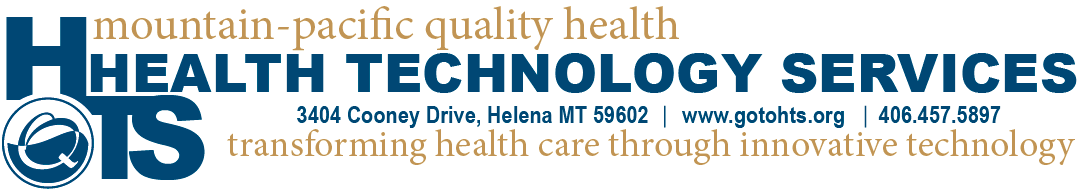 mountain-pacific quality health
HTS
HEALTH TECHNOLOGY SERVICES
3404 Cooney Drive, Helena MT 59602 | www.gotohts.org | 406.457.5897
transforming health care through innovative technology